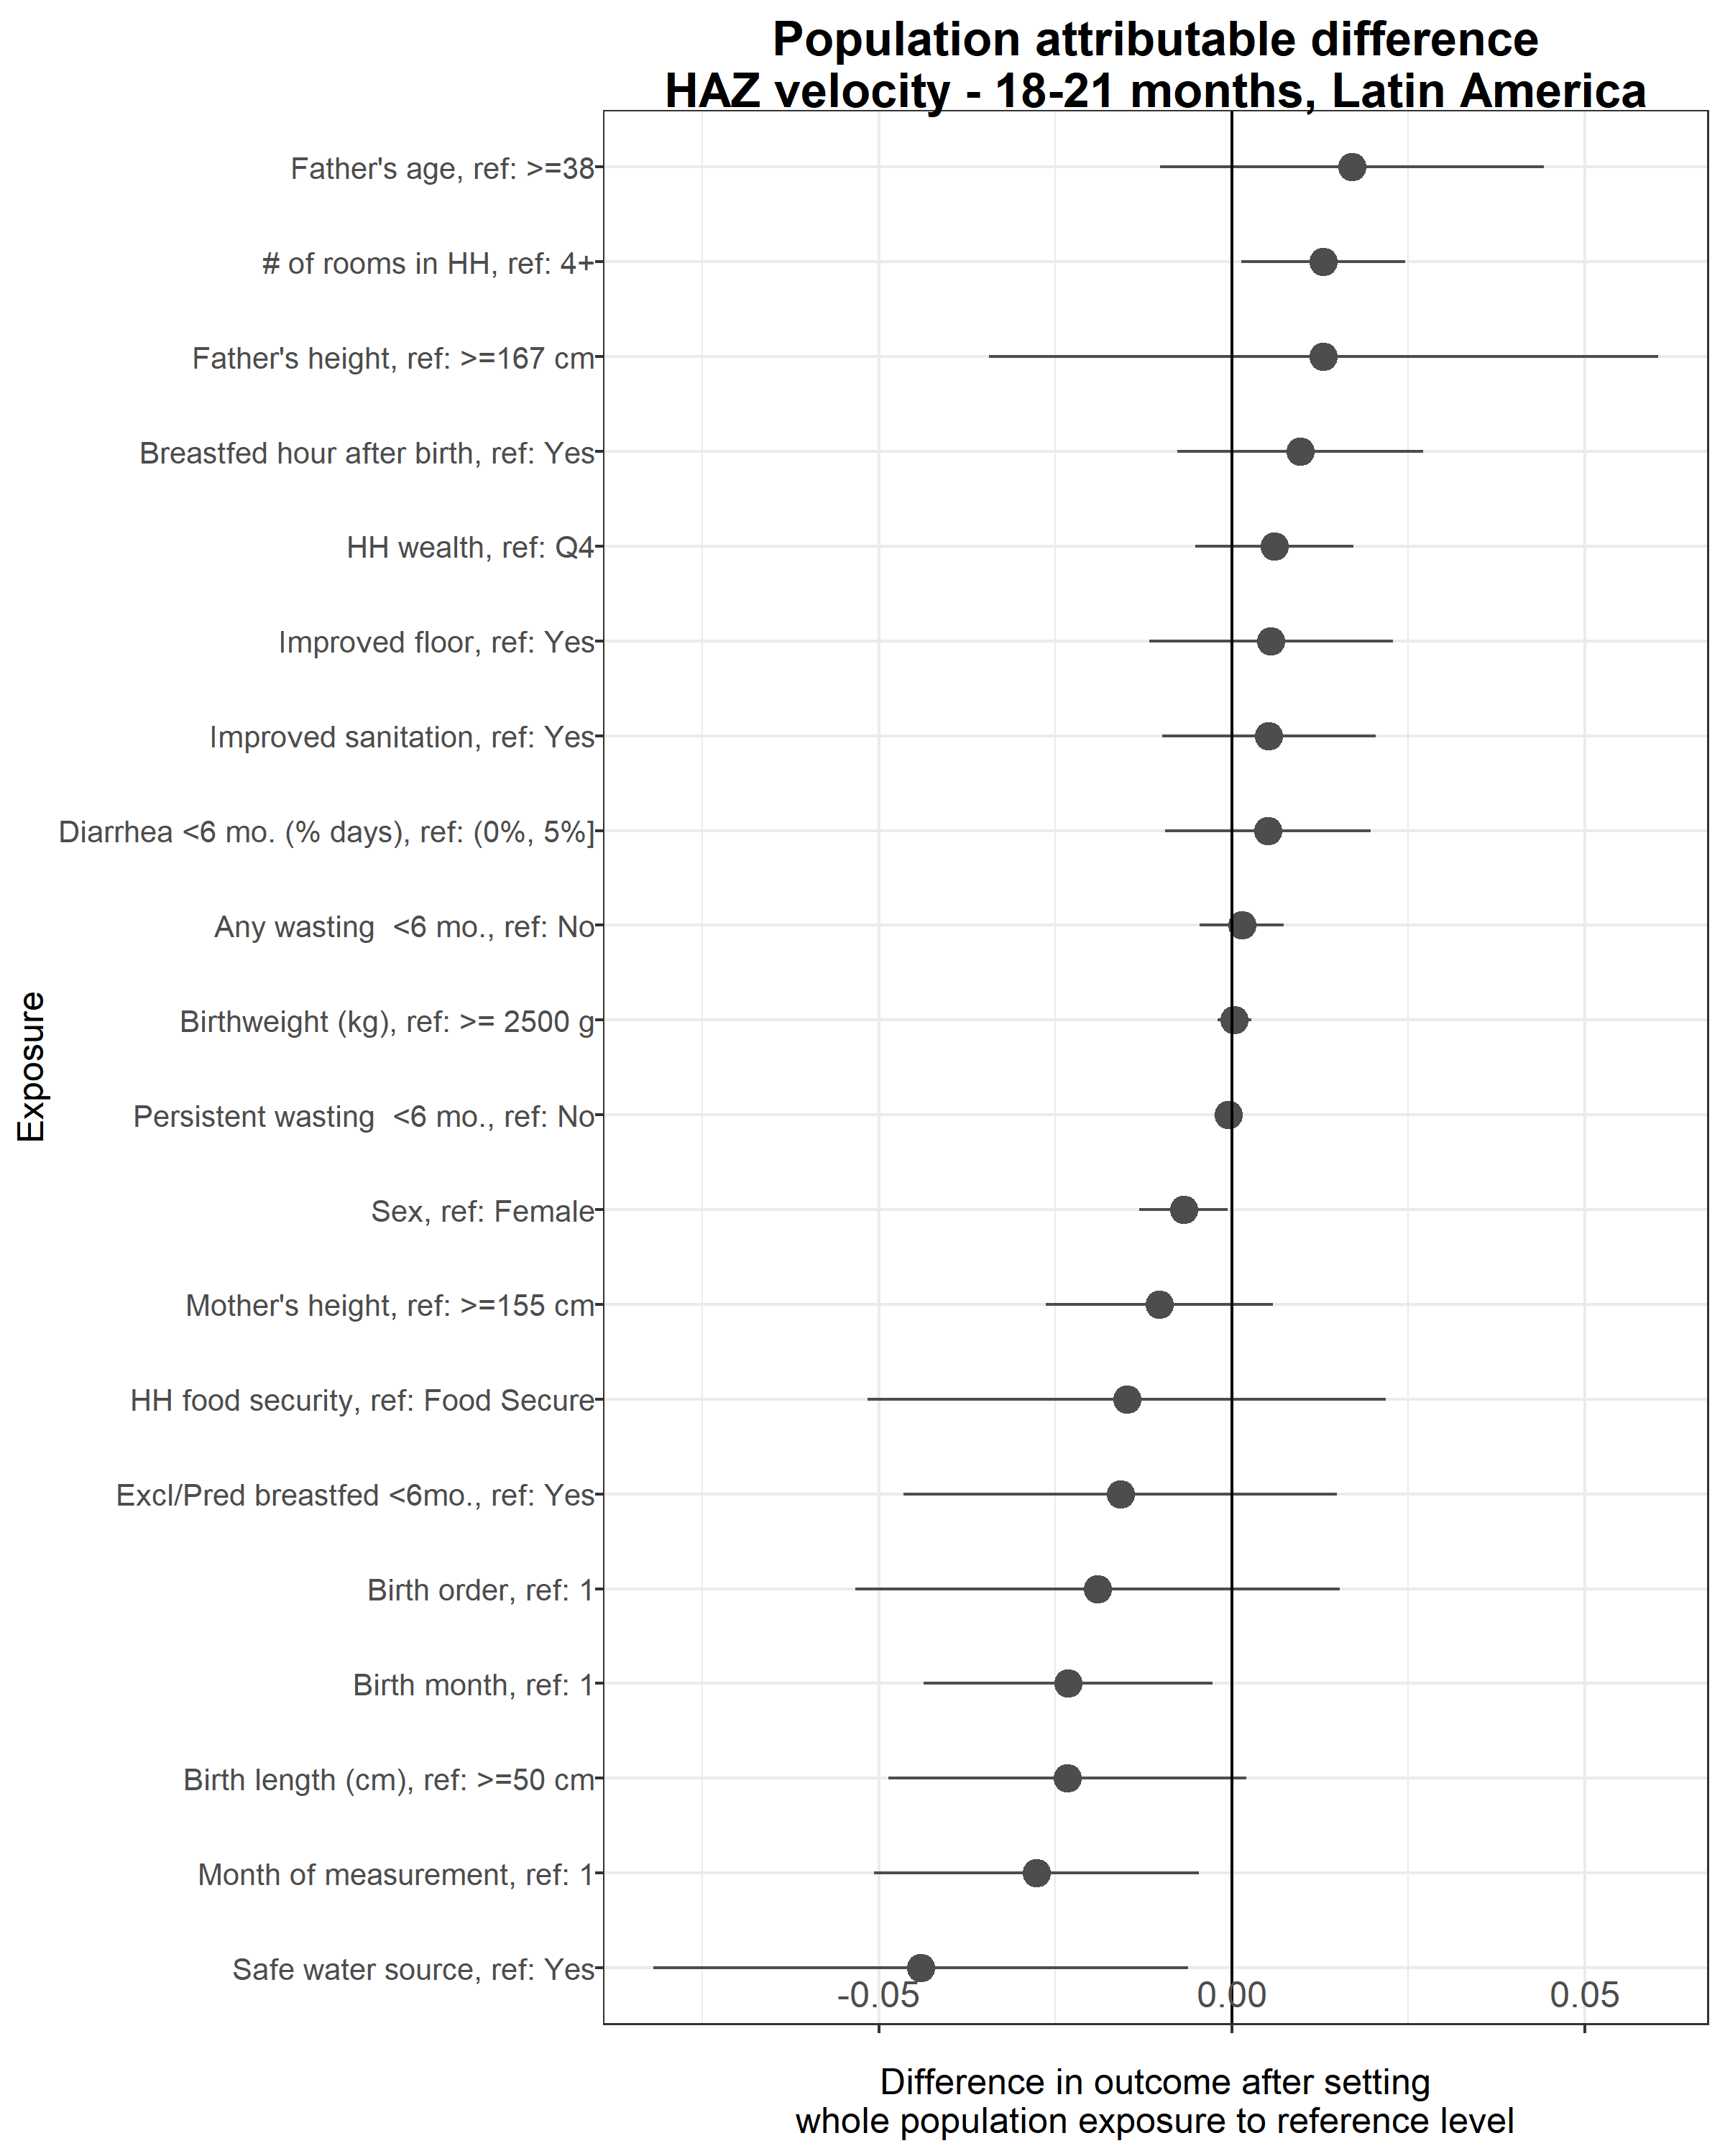 Population attributable difference
HAZ velocity - 18-21 months, Latin America
Father's age, ref: >=38
# of rooms in HH, ref: 4+
Father's height, ref: >=167 cm
Breastfed hour after birth, ref: Yes
HH wealth, ref: Q4
Improved floor, ref: Yes
Improved sanitation, ref: Yes
Diarrhea <6 mo. (% days), ref: (0%, 5%]
Any wasting  <6 mo., ref: No
Birthweight (kg), ref: >= 2500 g
Persistent wasting  <6 mo., ref: No
Sex, ref: Female
Mother's height, ref: >=155 cm
HH food security, ref: Food Secure
Excl/Pred breastfed <6mo., ref: Yes
Birth order, ref: 1
Birth month, ref: 1
Birth length (cm), ref: >=50 cm
Month of measurement, ref: 1
Safe water source, ref: Yes
Exposure
-0.05 0.00 0.05
Difference in outcome after setting
whole population exposure to reference level